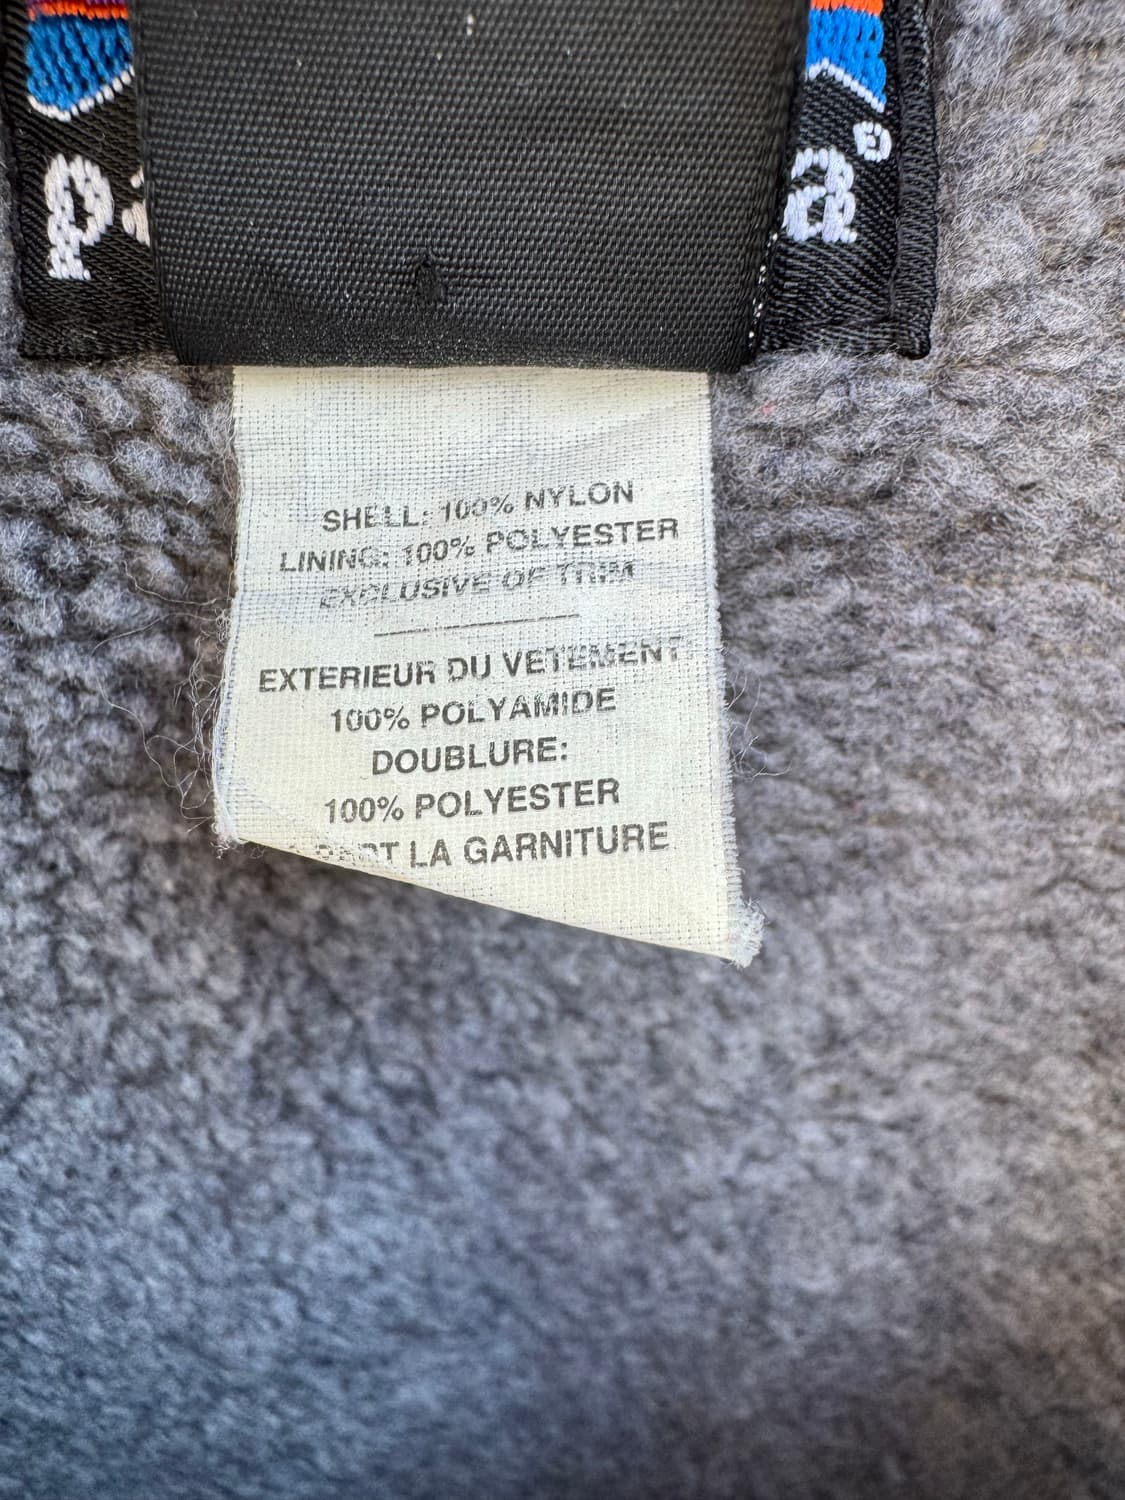 p a®
SHELL: 100% NYLON
LINING: 100% POLYESTER
EXCLUSIVE OF TRIM
EXTERIEUR DU VETEMENT
100% POLYAMIDE
DOUBLURE:
100% POLYESTER
PART LA GARNITURE